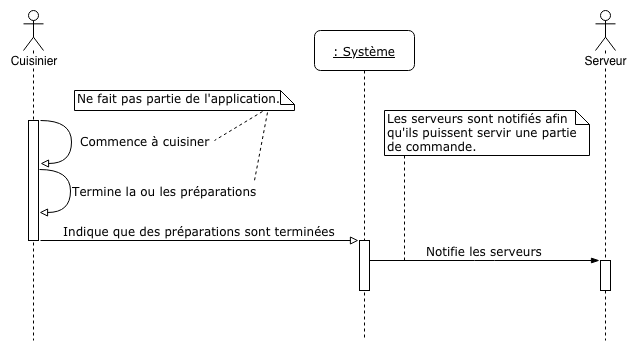 Cuisinier
: Système
Serveur
Ne fait pas partie de l'application.
Les serveurs sont notifiés afin
qu'ils puissent servir une partie
de commande.
Commence à cuisiner
Termine la ou les préparations
Indique que des préparations sont terminées
Notifie les serveurs